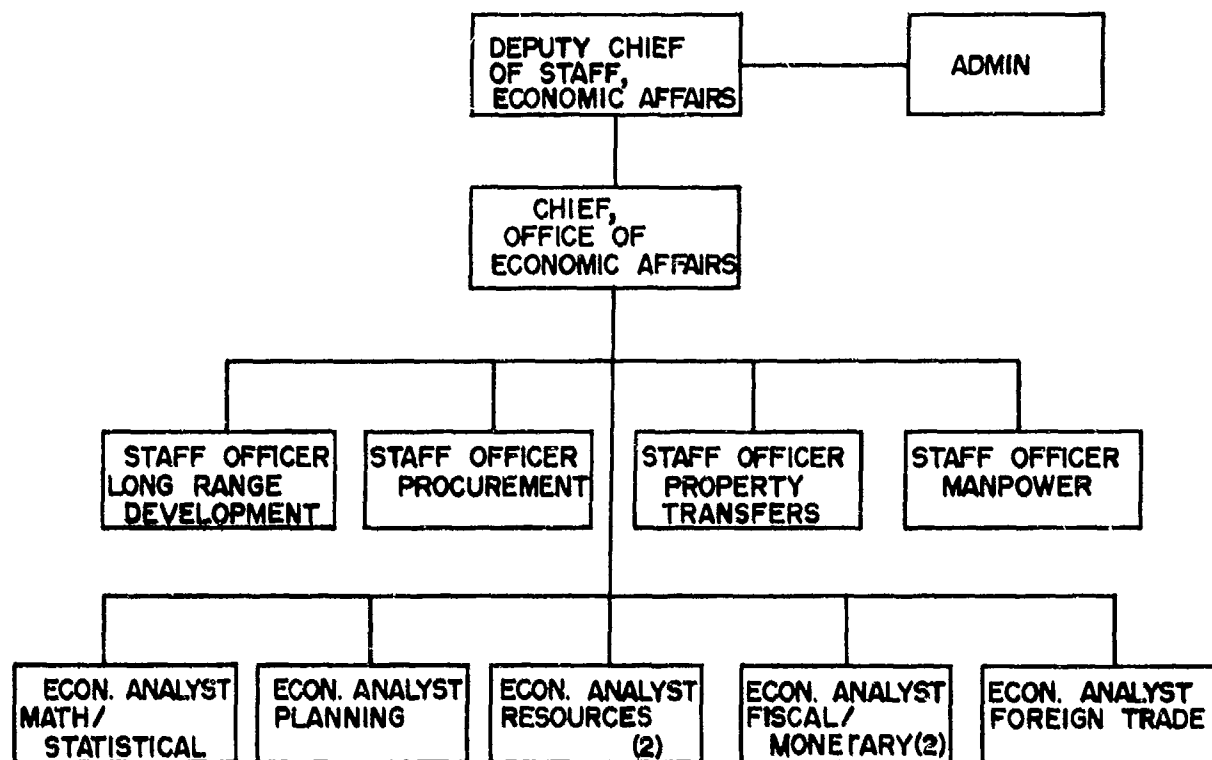 DEPUTY CHIEF
OF STAFF,
ECONOMIC AFFAIRS
ADMIN
CHIEF,
OFFICE OF
ECONOMIC AFFAIRS
STAFF OFFICER
LONG RANGE
DEVELOPMENT
STAFF OFFICER
PROCUREMENT
STAFF OFFICER
PROPERTY
TRANSFERS
STAFF OFFICER
MANPOWER
ECON. ANALYST
MATH/
STATISTICAL
ECON. ANALYST
PLANNING
ECON. ANALYST
RESOURCES
(2)
ECON. ANALYST
FISCAL/
MONETARY(2)
ECON. ANALYST
FOREIGN TRADE